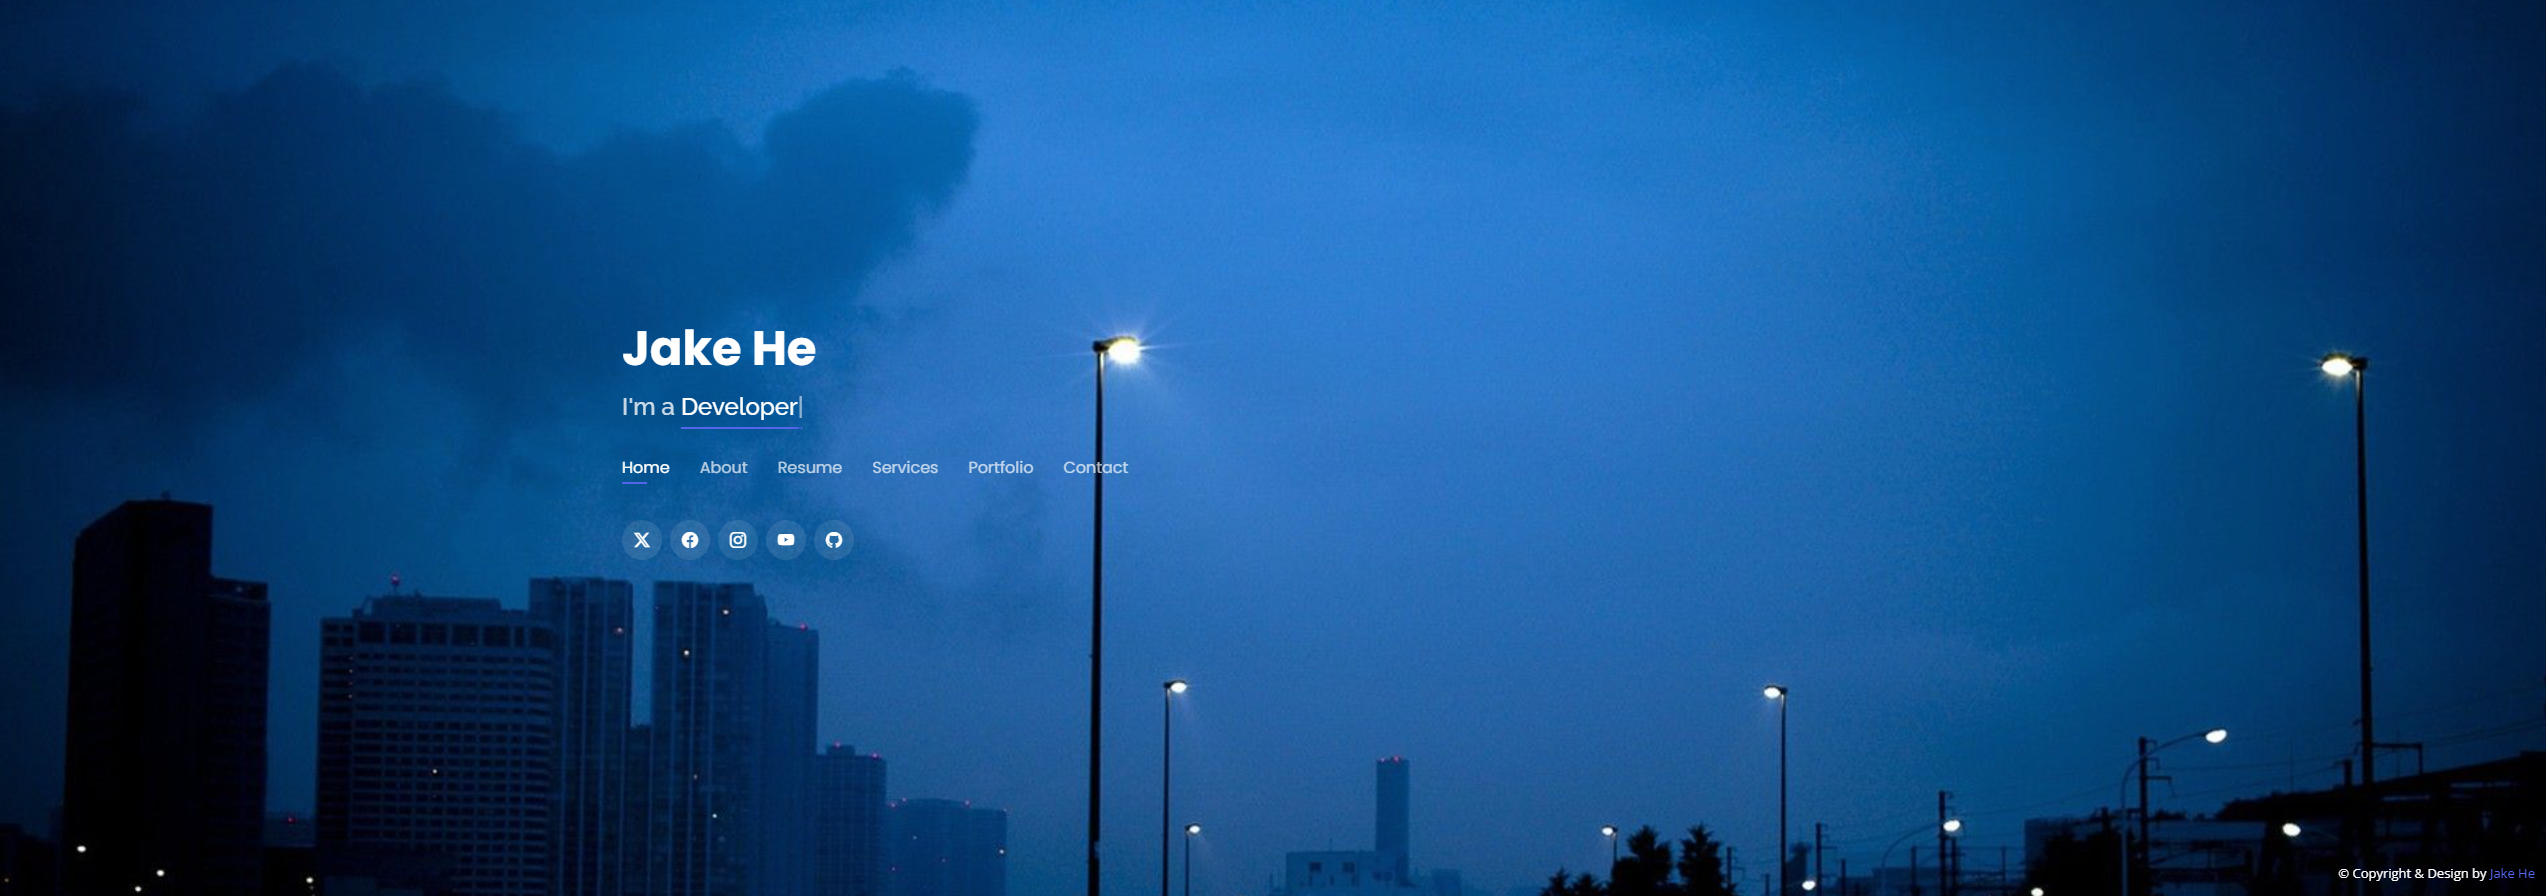 Jake He
I'm a Developer
Home About Resume Services Portfolio Contact
© Copyright & Design by Jake He